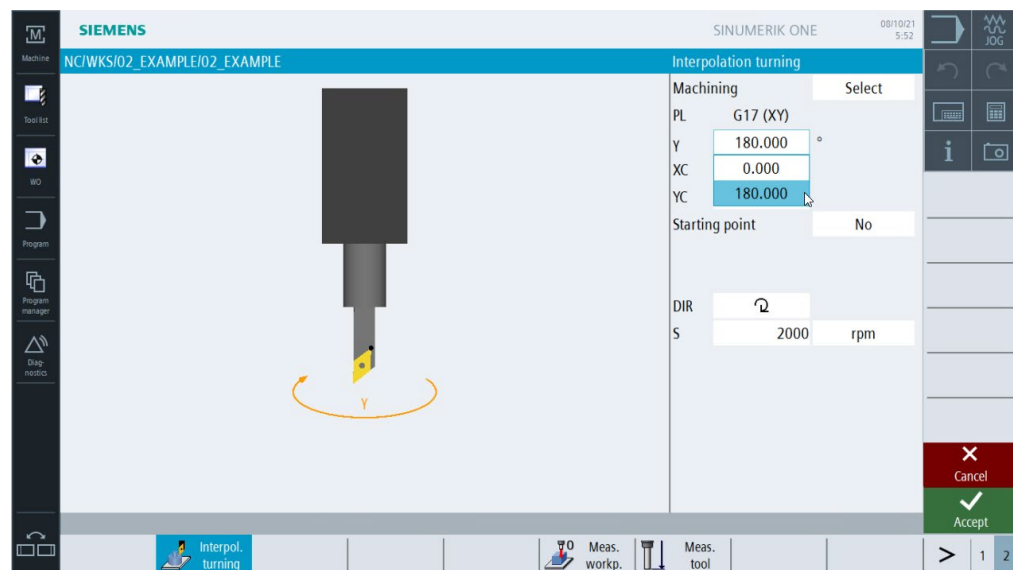 SIEMENS
SINUMERIK ONE
08/10/21
5:52
M
Machine
JOG
NC/WKS/02_EXAMPLE/02_EXAMPLE
Interpolation turning
Machining Select
PL G17 (XY)
γ 180.000 °
XC 0.000
YC 180.000
Starting point No
DIR
S 2000 rpm
γ
Tool list
WO
Program
Program
manager
Diag-
nostics
i
Cancel
Accept
Interpol.
turning
Meas.
workp.
Meas.
tool
> 1 2